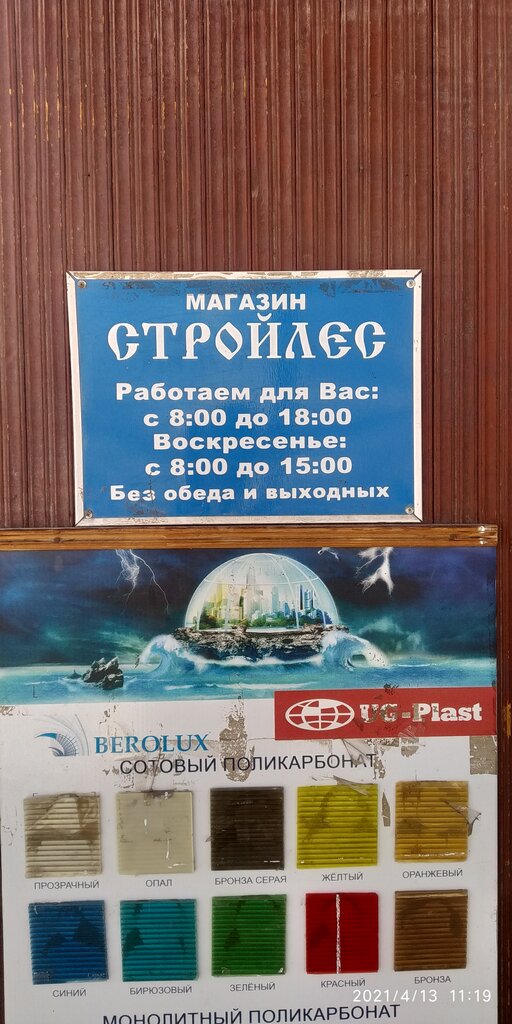 МАГАЗИН
СТРОЙЛЕС
Работаем для Вас:
с 8:00 до 18:00
Воскресенье:
с 8:00 до 15:00
Без обеда и выходных
UG-Plast
BEROLUX
СОТОВЫЙ ПОЛИКАРБОНАТ
ПРОЗРАЧНЫЙ ОПАЛ БРОНЗА СЕРАЯ ЖЁЛТЫЙ ОРАНЖЕВЫЙ
СИНИЙ БИРЮЗОВЫЙ ЗЕЛЁНЫЙ КРАСНЫЙ БРОНЗА
2021/4/13 11:19
МОНОЛИТНЫЙ ПОЛИКАРБОНАТ